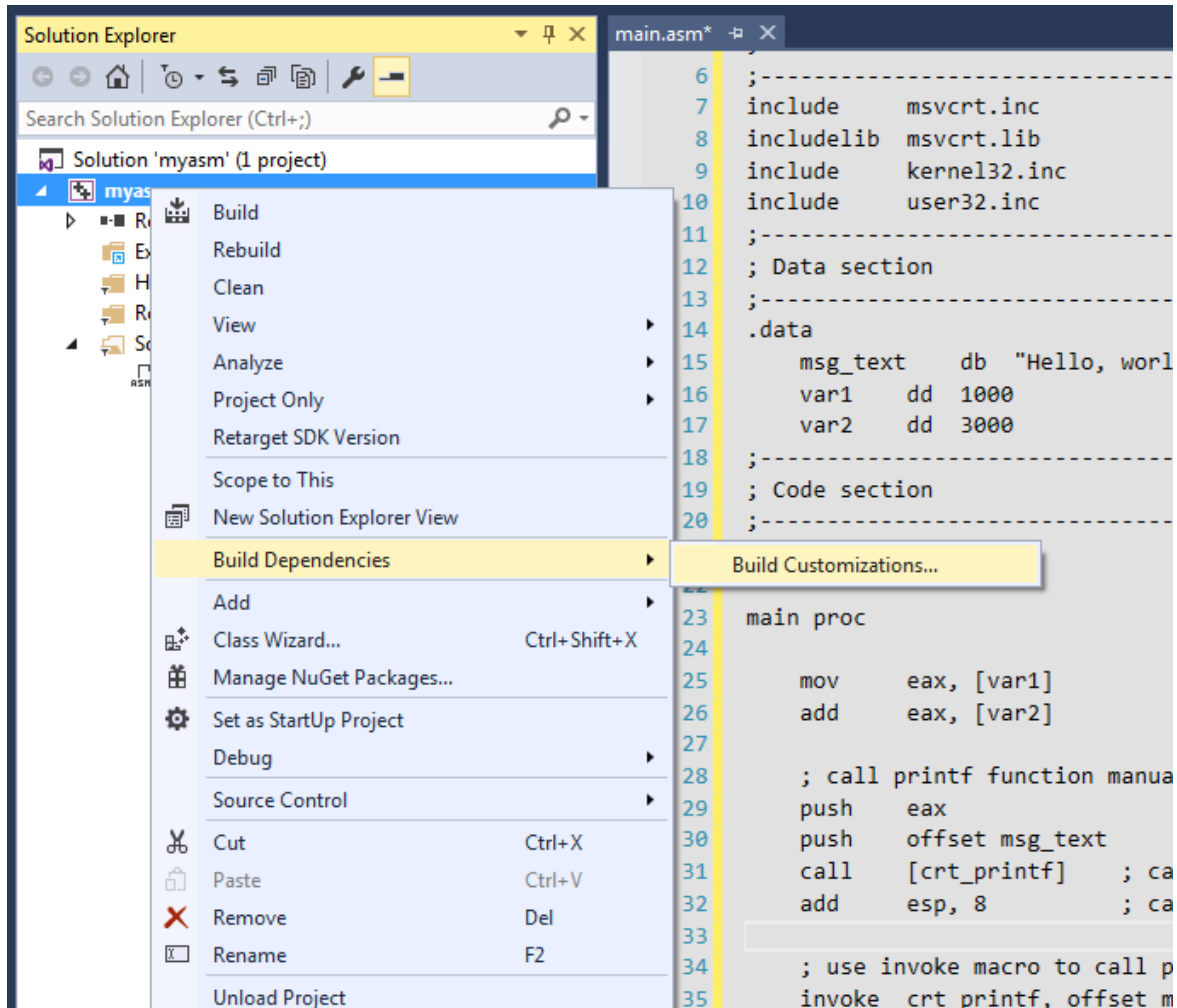 Solution Explorer
Search Solution Explorer (Ctrl+;)
Solution 'myasm' (1 project)
Build
Rebuild
Clean
View
Analyze
Project Only
Retarget SDK Version
Scope to This
New Solution Explorer View
Build Dependencies
Add
Class Wizard... Ctrl+Shift+X
Manage NuGet Packages...
Set as StartUp Project
Debug
Source Control
Cut Ctrl+X
Paste Ctrl+V
Remove Del
Rename F2
Unload Project
Build Customizations...
main.asm*
6 ;--------------------------------
7 include msvcrt.inc
8 includelib msvcrt.lib
9 include kernel32.inc
10 include user32.inc
11 ;--------------------------------
12 ; Data section
13 ;--------------------------------
14 .data
15 msg_text db "Hello, worl
16 var1 dd 1000
17 var2 dd 3000
18 ;--------------------------------
19 ; Code section
20 ;--------------------------------
23 main proc
24
25 mov eax, [var1]
26 add eax, [var2]
27
28 ; call printf function manua
29 push eax
30 push offset msg_text
31 call [crt_printf] ; ca
32 add esp, 8 ; ca
33
34 ; use invoke macro to call p
35 invoke crt_printf, offset m